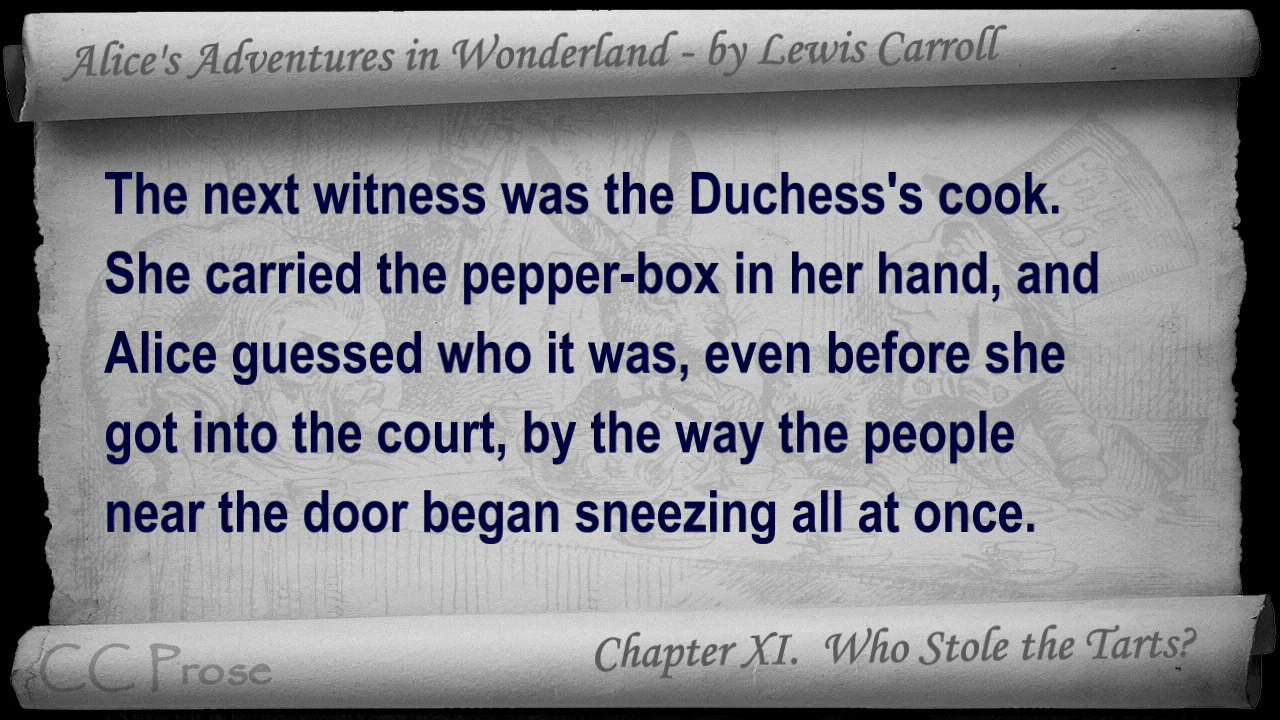 Alice's Adventures in Wonderland - by Lewis Carroll
The next witness was the Duchess's cook.
She carried the pepper-box in her hand, and
Alice guessed who it was, even before she
got into the court, by the way the people
near the door began sneezing all at once.
Chapter XI. Who Stole the Tarts?
CC Prose